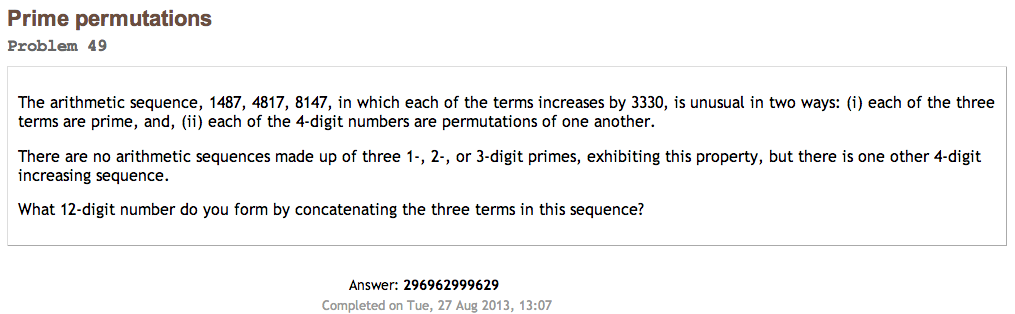 Prime permutations
Problem 49
The arithmetic sequence, 1487, 4817, 8147, in which each of the terms increases by 3330, is unusual in two ways: (i) each of the three
terms are prime, and, (ii) each of the 4-digit numbers are permutations of one another.
There are no arithmetic sequences made up of three 1-, 2-, or 3-digit primes, exhibiting this property, but there is one other 4-digit
increasing sequence.
What 12-digit number do you form by concatenating the three terms in this sequence?
Answer: 296962999629
Completed on Tue, 27 Aug 2013, 13:07